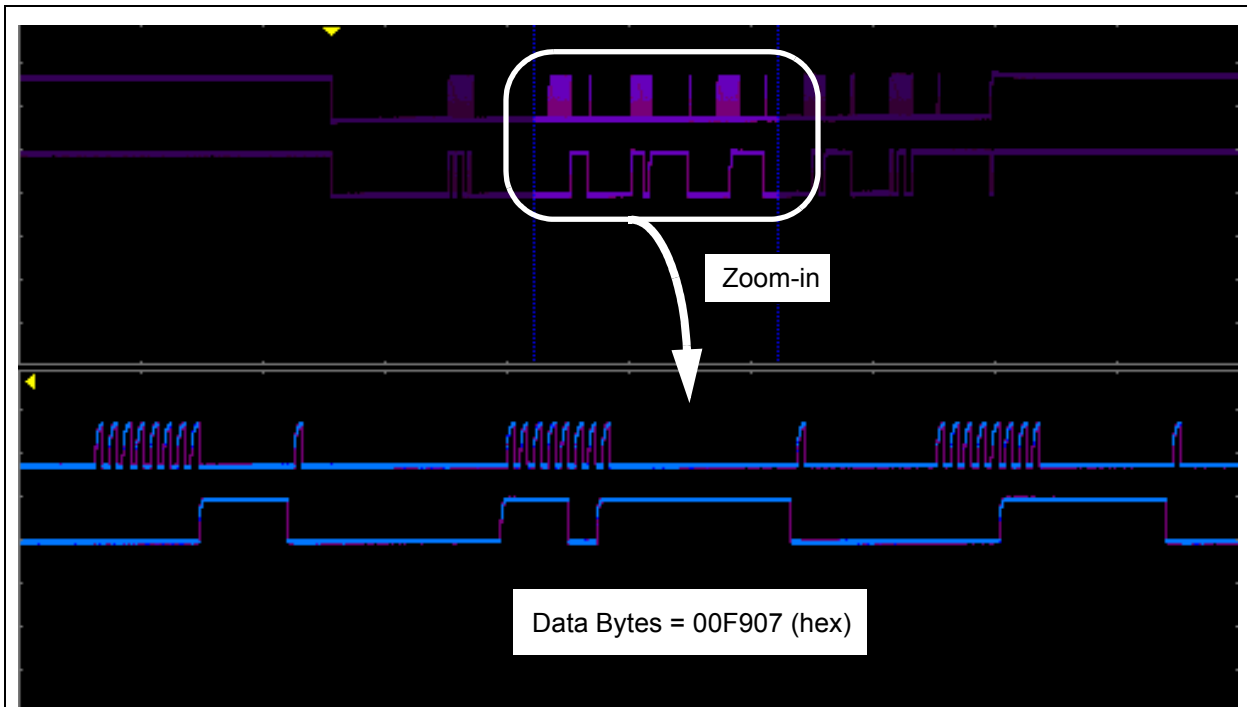 Zoom-in
Data Bytes = 00F907 (hex)